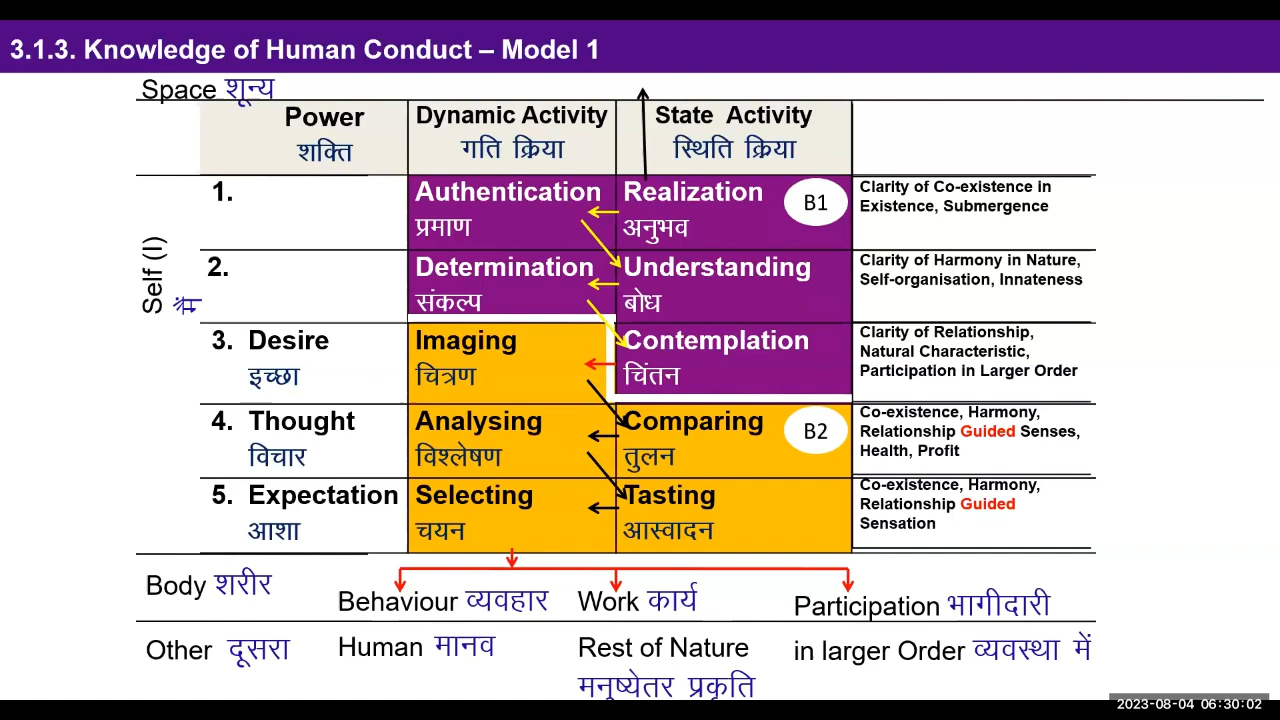 3.1.3. Knowledge of Human Conduct – Model 1
Space शून्य
Power
शक्ति
Dynamic Activity
गति क्रिया
State Activity
स्थिति क्रिया
Self (I)
मैं
1.
Authentication
प्रमाण
Realization
अनुभव
B1
Clarity of Co-existence in
Existence, Submergence
2.
Determination
संकल्प
Understanding
बोध
Clarity of Harmony in Nature,
Self-organisation, Innateness
3. Desire
इच्छा
Imaging
चित्रण
Contemplation
चिंतन
Clarity of Relationship,
Natural Characteristic,
Participation in Larger Order
4. Thought
विचार
Analysing
विश्लेषण
Comparing
तुलन
B2
Co-existence, Harmony,
Relationship Guided Senses,
Health, Profit
5. Expectation
आशा
Selecting
चयन
Tasting
आस्वादन
Co-existence, Harmony,
Relationship Guided
Sensation
Body शरीर
Behaviour व्यवहार
Work कार्य
Participation भागीदारी
Other दूसरा
Human मानव
Rest of Nature
मनुष्येतर प्रकृति
in larger Order व्यवस्था में
2023-08-04 06:30:02